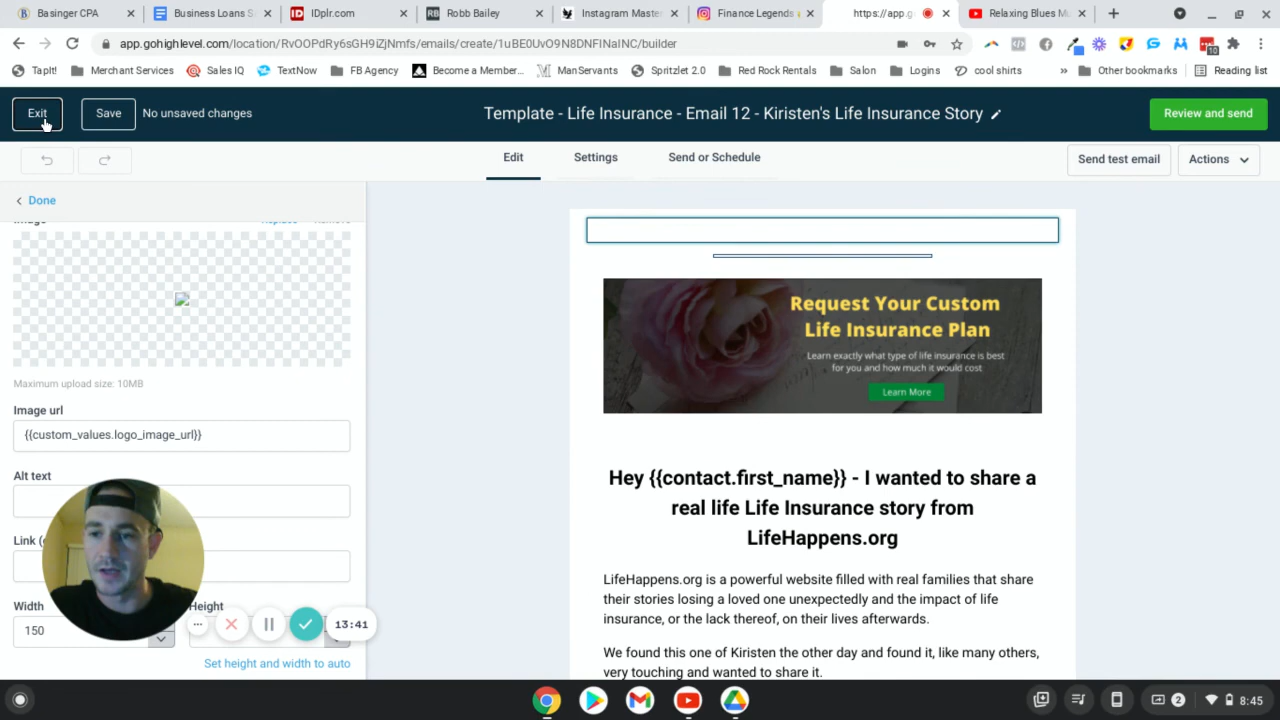 Basinger CPA
Business Loans S
IDplr.com
Robb Bailey
Instagram Master
Finance Legends
https://app.go
Relaxing Blues Mu
app.gohighlevel.com/location/RvOOPdRy6sGH9iZjNmfs/emails/create/1uBE0UvO9N8DNFINaINC/builder
TapIt!
Merchant Services
Sales IQ
TextNow
FB Agency
Become a Member...
ManServants
Spritzlet 2.0
Red Rock Rentals
Salon
Logins
cool shirts
»
Other bookmarks
Reading list
10
Exit
Save
No unsaved changes
Template - Life Insurance - Email 12 - Kiristen's Life Insurance Story
Review and send
Edit
Settings
Send or Schedule
Send test email
Actions
Done
Image
Replace
Remove
Maximum upload size: 10MB
Image url
{{custom_values.logo_image_url}}
Alt text
Link (
Width
Height
150
13:41
Set height and width to auto
Request Your Custom
Life Insurance Plan
Learn exactly what type of life insurance is best
for you and how much it would cost
Learn More
Hey {{contact.first_name}} - I wanted to share a
real life Life Insurance story from
LifeHappens.org
LifeHappens.org is a powerful website filled with real families that share
their stories losing a loved one unexpectedly and the impact of life
insurance, or the lack thereof, on their lives afterwards.
We found this one of Kiristen the other day and found it, like many others,
very touching and wanted to share it.
2
8:45